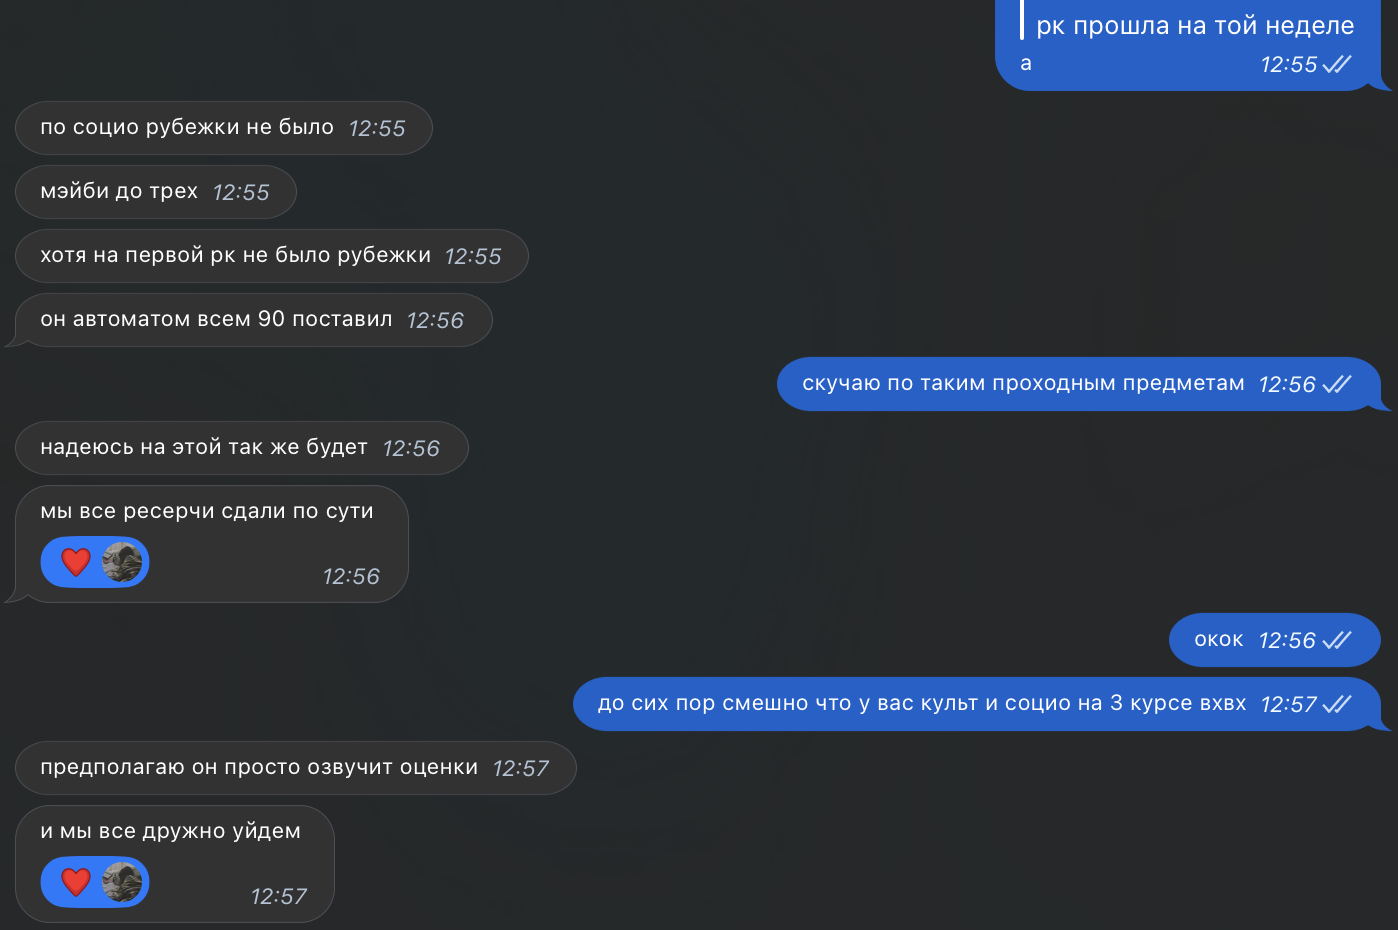 рк прошла на той неделе
а 12:55
по социо рубежки не было 12:55
мэйби до трех 12:55
хотя на первой рк не было рубежки 12:55
он автоматом всем 90 поставил 12:56
скучаю по таким проходным предметам 12:56
надеюсь на этой так же будет 12:56
мы все ресерчи сдали по сути
12:56
окок 12:56
до сих пор смешно что у вас культ и социо на 3 курсе вхвх 12:57
предполагаю он просто озвучит оценки 12:57
и мы все дружно уйдем
12:57